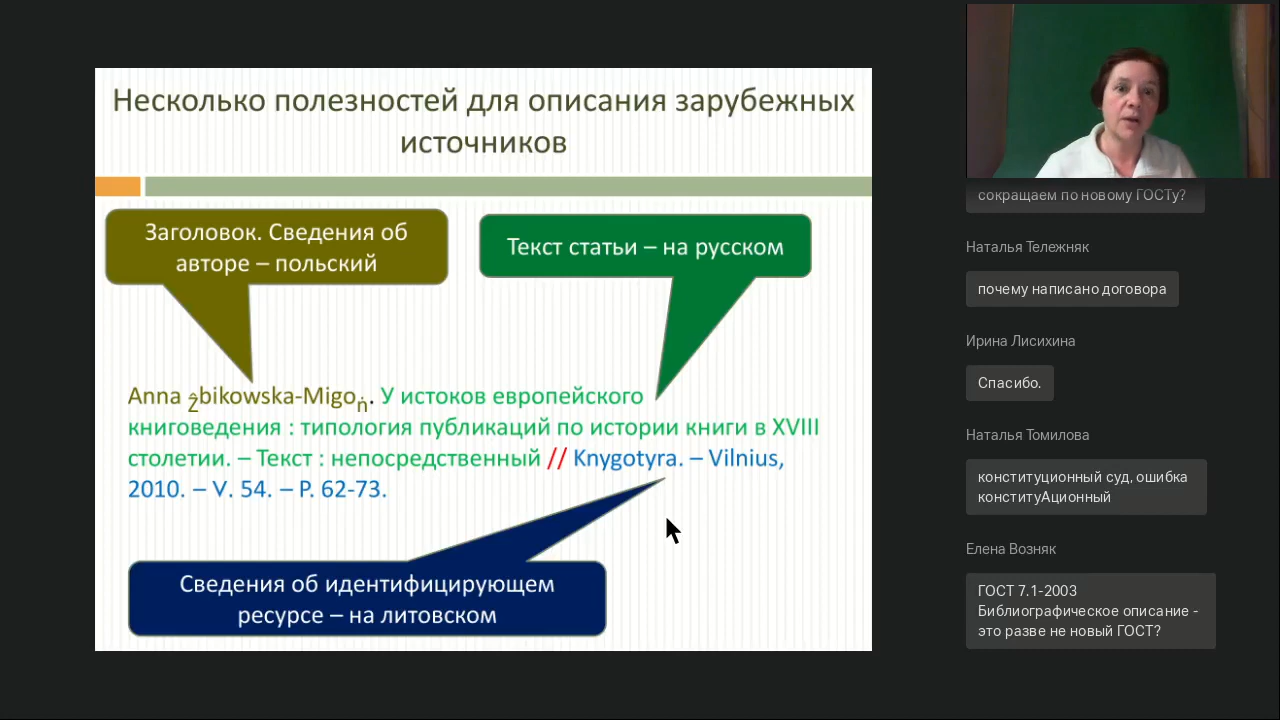 Несколько полезностей для описания зарубежных
источников
Заголовок. Сведения об
авторе – польский
Текст статьи – на русском
Anna Ẑbikowska-Migoṅ. У истоков европейского
книговедения : типология публикаций по истории книги в XVIII
столетии. – Текст : непосредственный // Knygotyra. – Vilnius,
2010. – V. 54. – P. 62-73.
Сведения об идентифицирующем
ресурсе – на литовском
сокращаем по новому ГОСТу?
Наталья Тележняк
почему написано договора
Ирина Лисихина
Спасибо.
Наталья Томилова
конституционный суд, ошибка
конституАционный
Елена Возняк
ГОСТ 7.1-2003
Библиографическое описание -
это разве не новый ГОСТ?